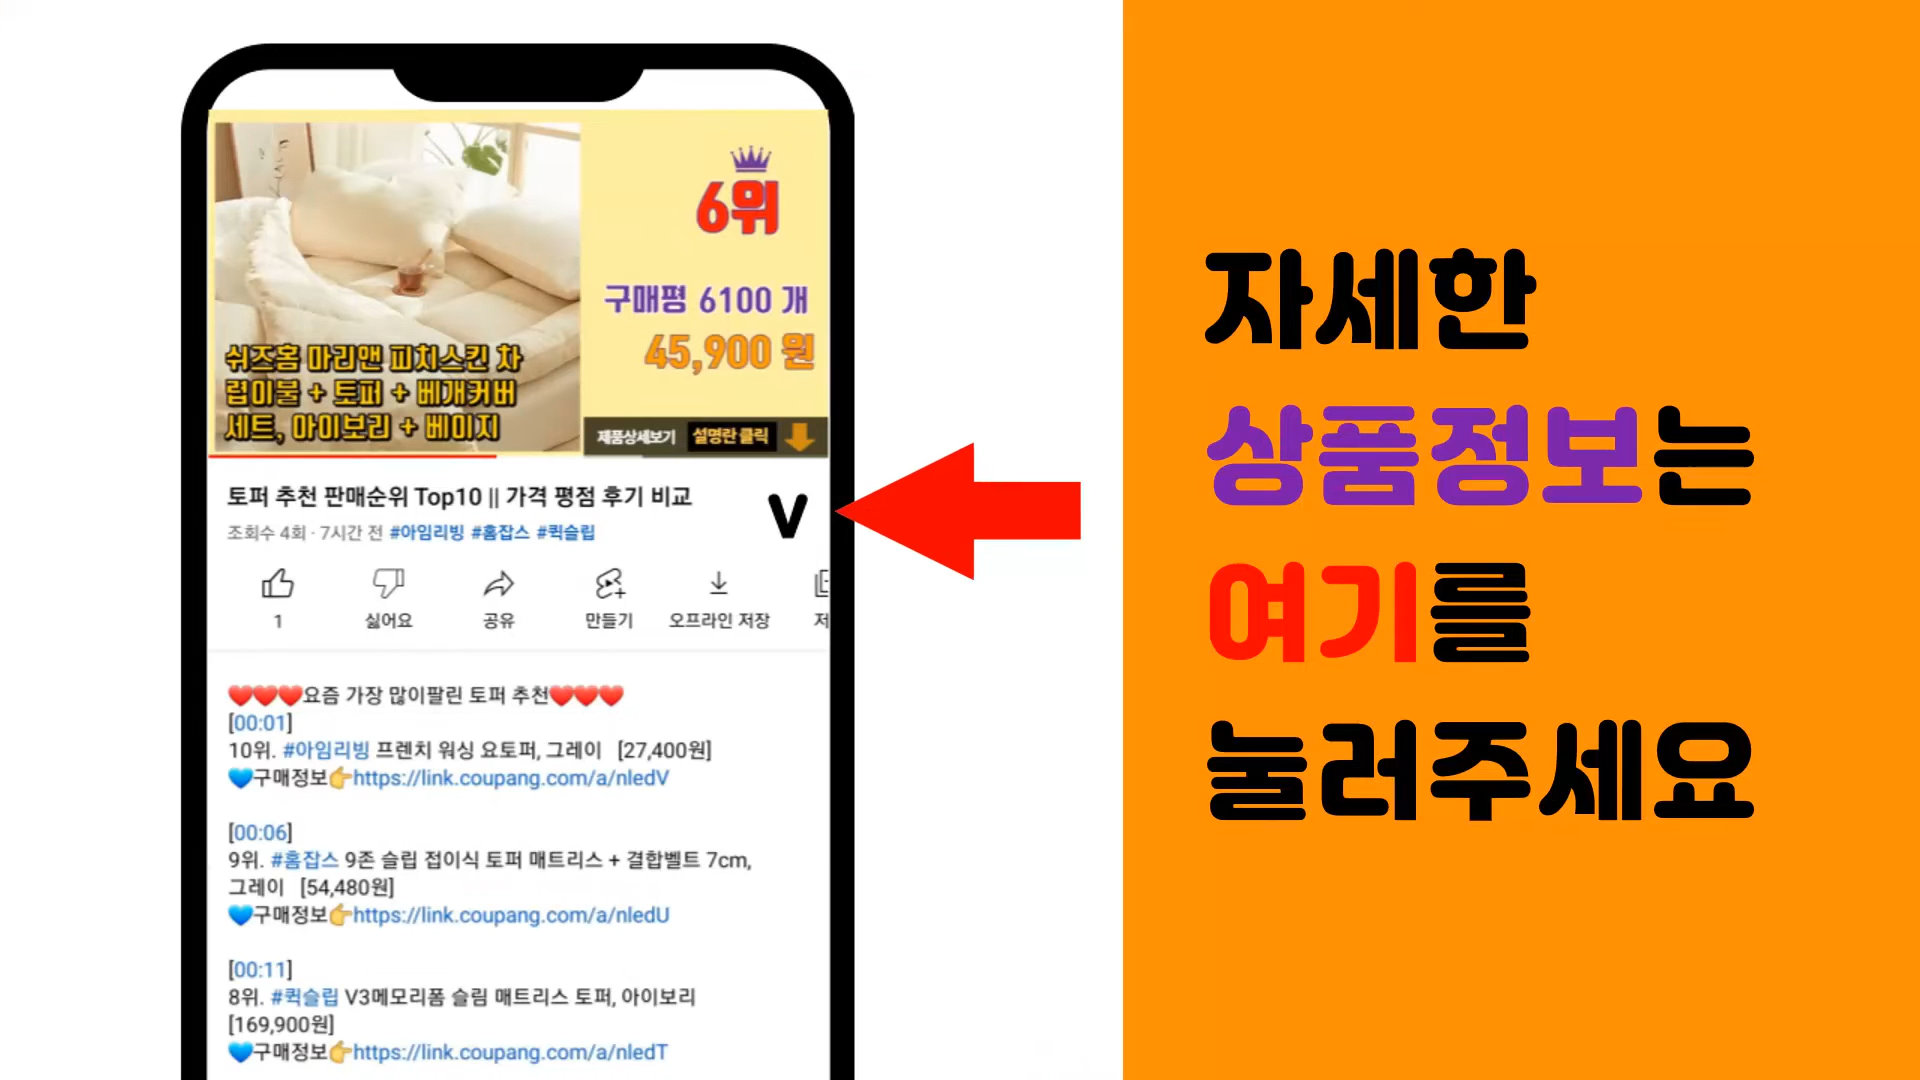 6위
구매평 6100 개
45,900 원
쉬즈홈 마리앤 피치스킨 차
렵이불 + 토퍼 + 베개커버
세트, 아이보리 + 베이지
제품상세보기 설명란 클릭
토퍼 추천 판매순위 Top10 || 가격 평점 후기 비교
V
조회수 4회 · 7시간 전 #아임리빙 #홈잡스 #퀵슬립
1 싫어요 공유 만들기 오프라인 저장 저
❤️❤️❤️요즘 가장 많이팔린 토퍼 추천❤️❤️❤️
[00:01]
10위. #아임리빙 프렌치 워싱 요토퍼, 그레이 [27,400원]
💙구매정보👉https://link.coupang.com/a/nledV
[00:06]
9위. #홈잡스 9존 슬립 접이식 토퍼 매트리스 + 결합벨트 7cm,
그레이 [54,480원]
💙구매정보👉https://link.coupang.com/a/nledU
[00:11]
8위. #퀵슬립 V3메모리폼 슬림 매트리스 토퍼, 아이보리
[169,900원]
💙구매정보👉https://link.coupang.com/a/nledT
자세한
상품정보는
여기를
눌러주세요